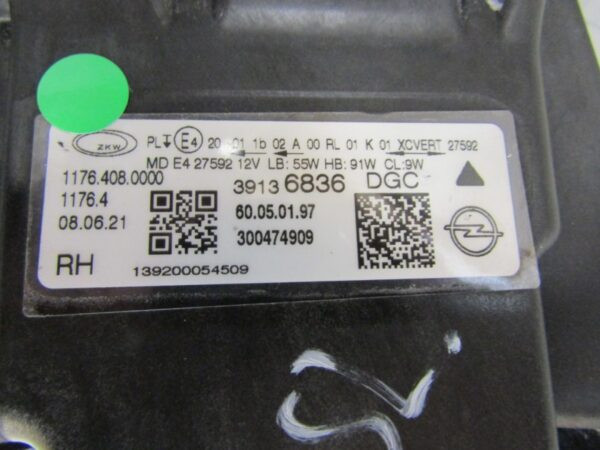 ZKW PL E4 20 01 1b 02 A 00 RL 01 K 01 XCVERT 27592
MD E4 27592 12V LB: 55W HB: 91W CL:9W
1176.408.0000 3913 6836 DGC
1176.4 60.05.01.97
08.06.21 300474909
RH 139200054509